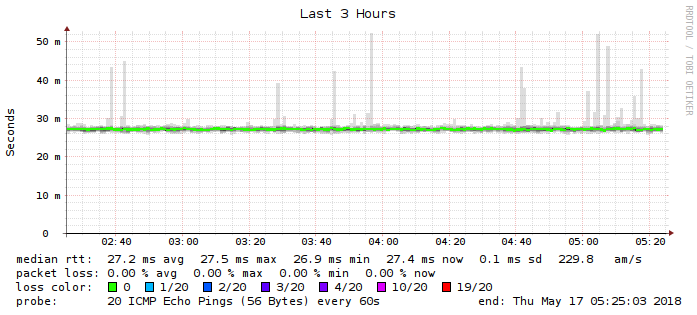 Last 3 Hours
RRDTOOL / TOBI OETIKER
Seconds
50 m
40 m
30 m
20 m
10 m
0
02:40 03:00 03:20 03:40 04:00 04:20 04:40 05:00 05:20
median rtt: 27.2 ms avg 27.5 ms max 26.9 ms min 27.4 ms now 0.1 ms sd 229.8 am/s
packet loss: 0.00 % avg 0.00 % max 0.00 % min 0.00 % now
loss color: 0 1/20 2/20 3/20 4/20 10/20 19/20
probe: 20 ICMP Echo Pings (56 Bytes) every 60s end: Thu May 17 05:25:03 2018